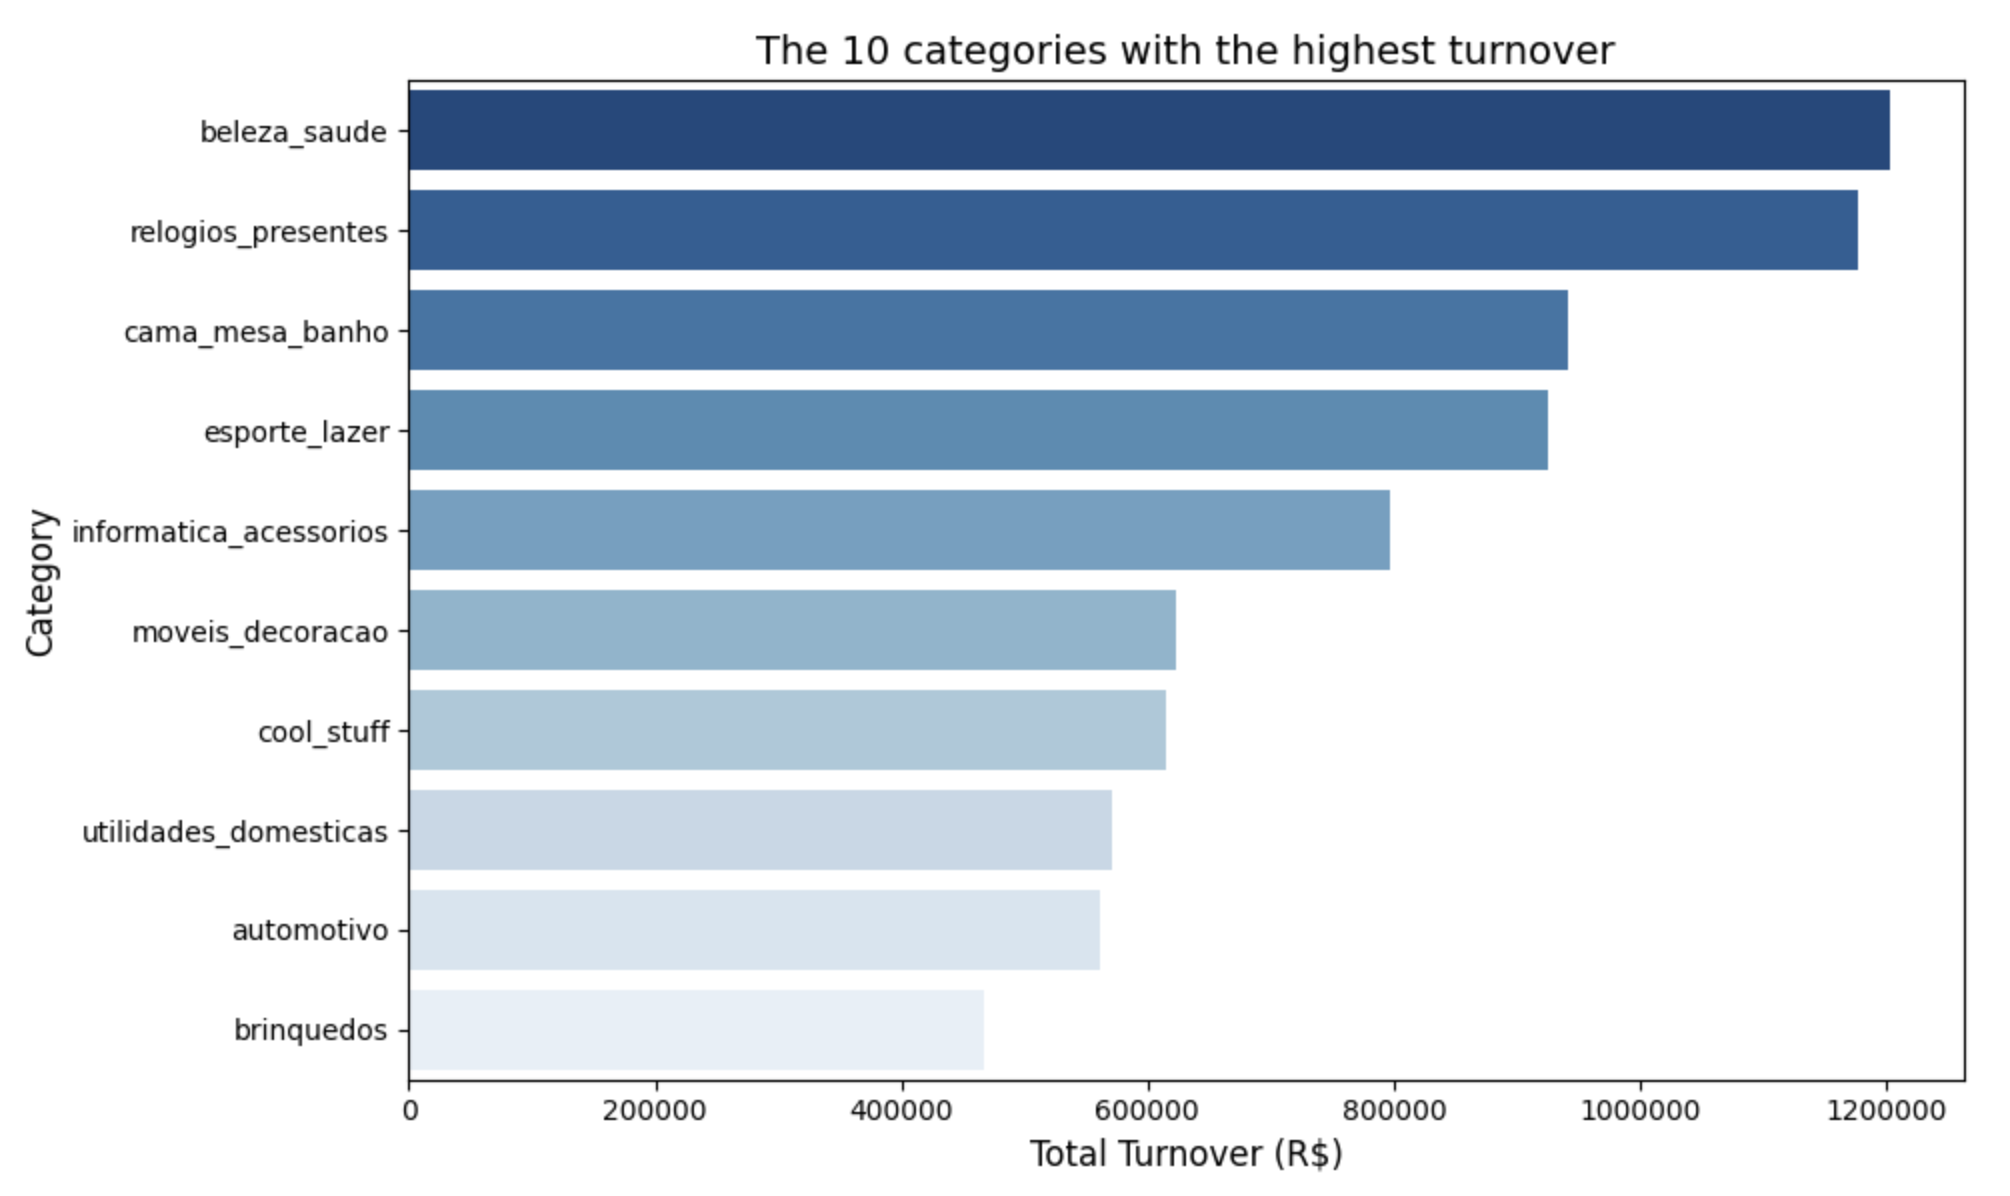 The 10 categories with the highest turnover
beleza_saude
relogios_presentes
cama_mesa_banho
esporte_lazer
informatica_acessorios
moveis_decoracao
cool_stuff
utilidades_domesticas
automotivo
brinquedos
Category
0 200000 400000 600000 800000 1000000 1200000
Total Turnover (R$)